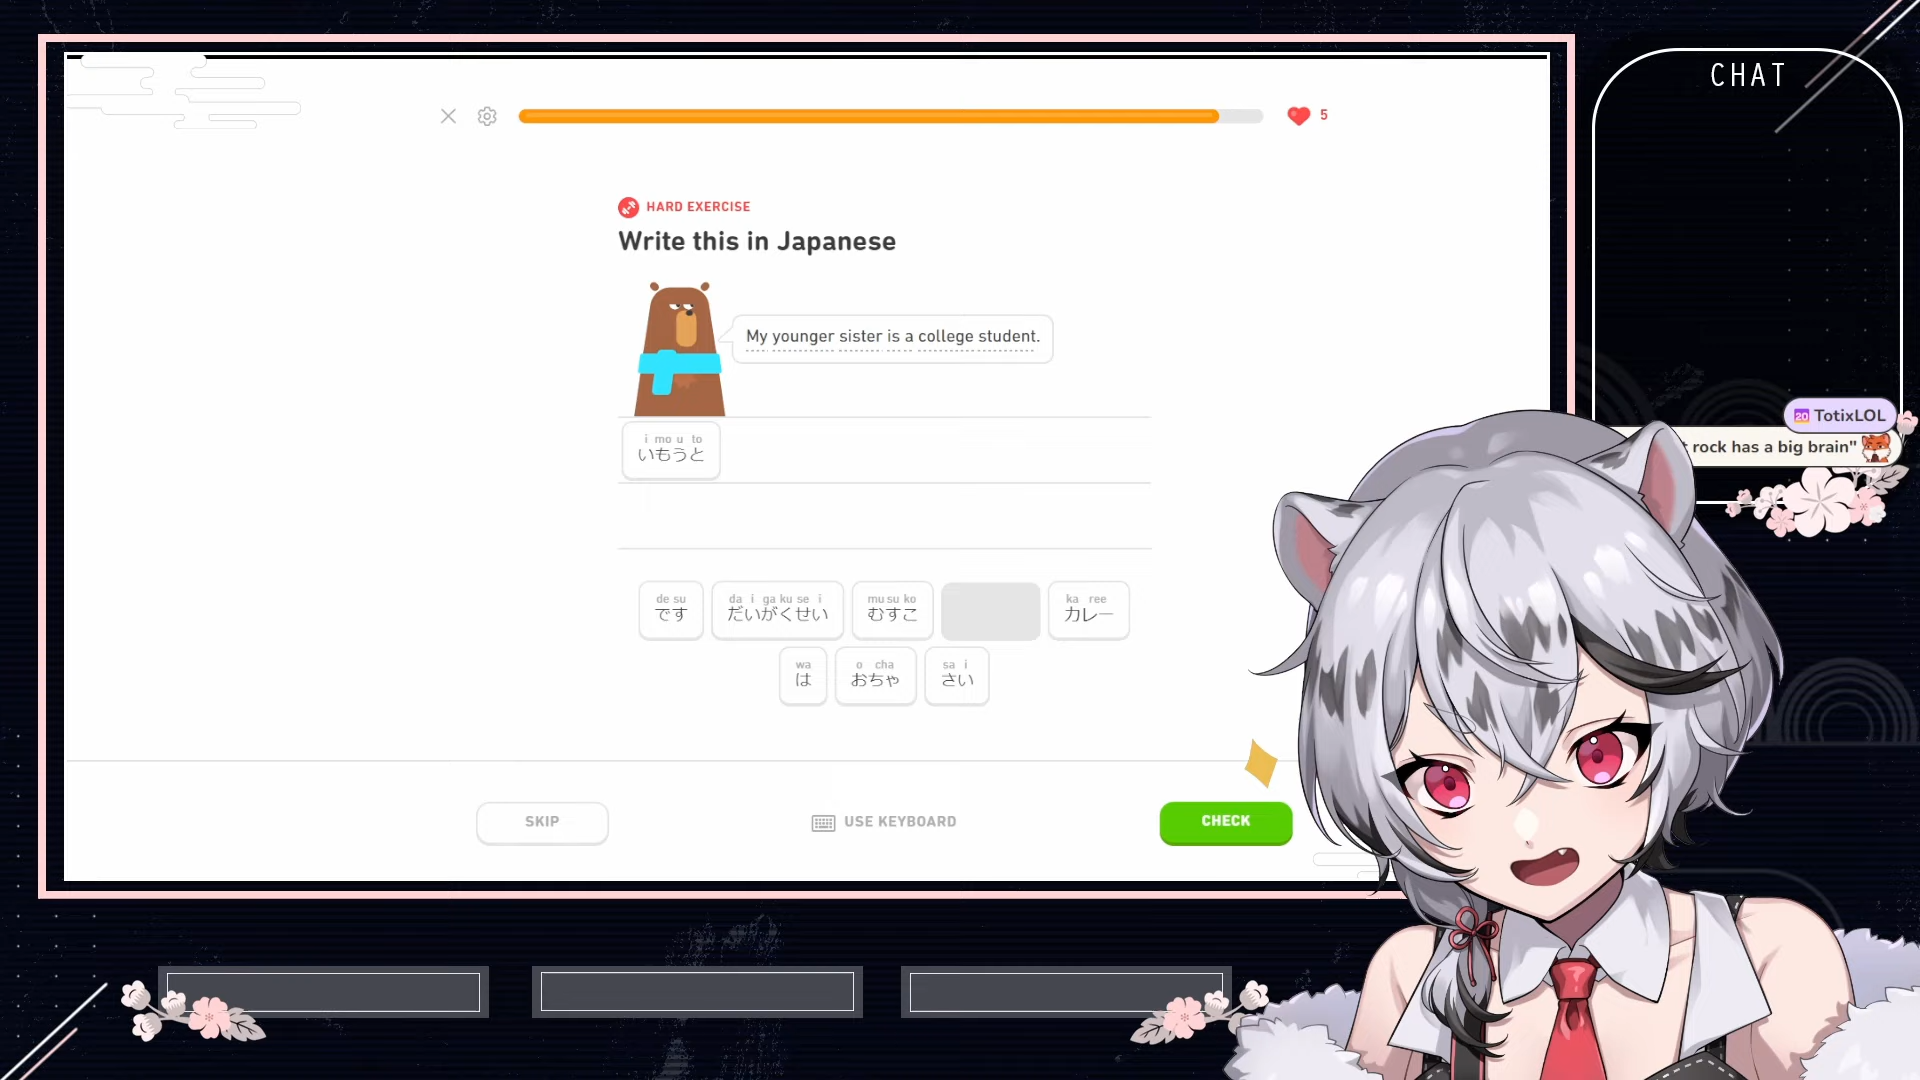 CHAT
5
HARD EXERCISE
Write this in Japanese
My younger sister is a college student.
20 TotixLOL
rock has a big brain"
i mo u to
いもうと
de su
です
da i ga ku se i
だいがくせい
mu su ko
むすこ
ka ree
カレー
wa
は
o cha
おちゃ
sa i
さい
SKIP
USE KEYBOARD
CHECK